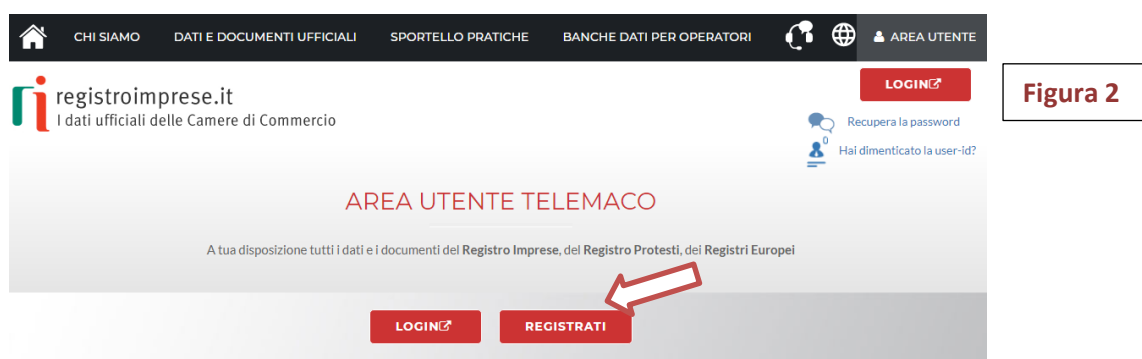 CHI SIAMO DATI E DOCUMENTI UFFICIALI SPORTELLO PRATICHE BANCHE DATI PER OPERATORI AREA UTENTE
LOGIN
Figura 2
registroimprese.it
I dati ufficiali delle Camere di Commercio
Recupera la password
0
Hai dimenticato la user-id?
AREA UTENTE TELEMACO
A tua disposizione tutti i dati e i documenti del Registro Imprese, del Registro Protesti, dei Registri Europei
LOGIN REGISTRATI